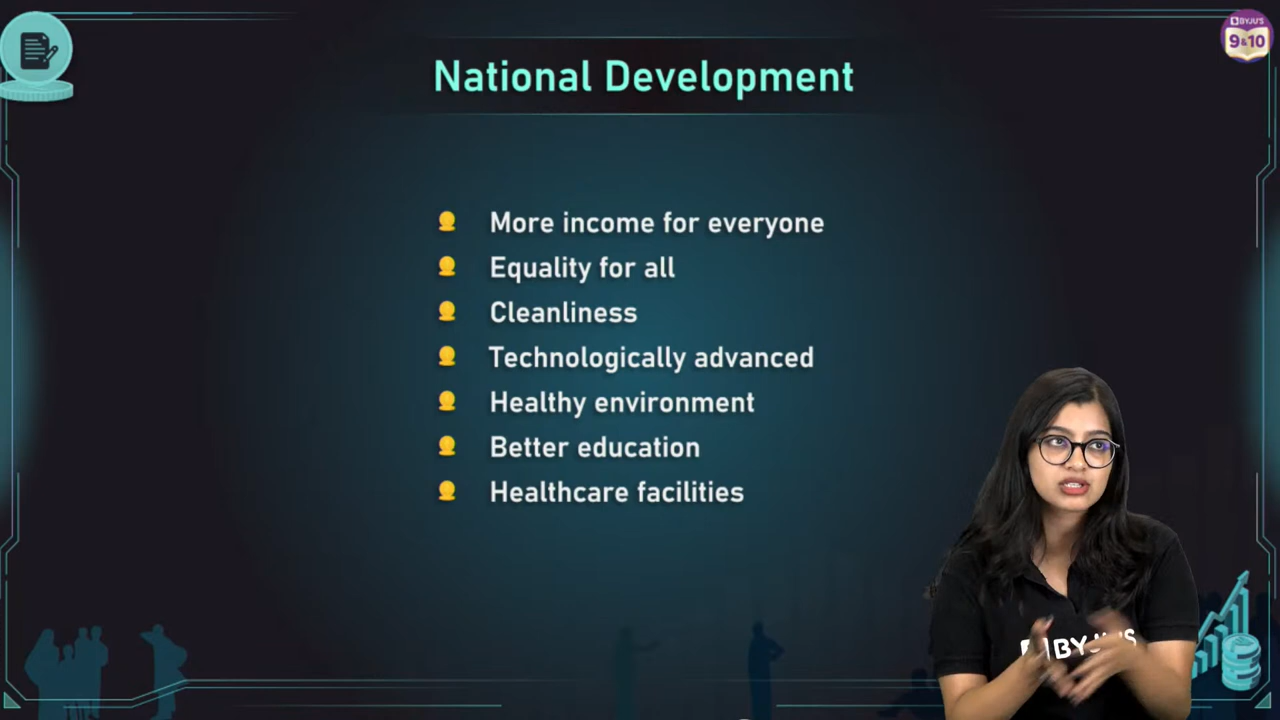 BYJU'S
9&10
National Development
More income for everyone
Equality for all
Cleanliness
Technologically advanced
Healthy environment
Better education
Healthcare facilities